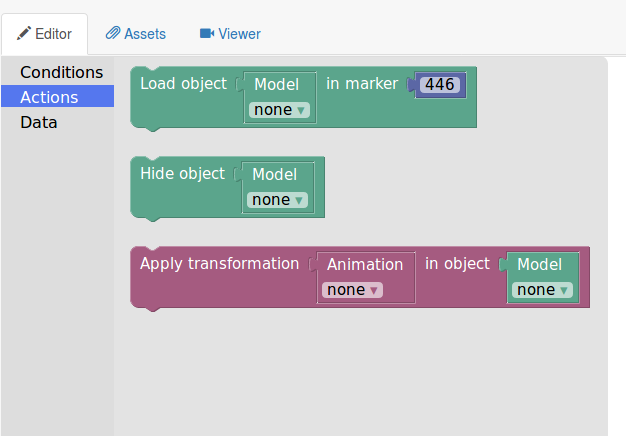 Editor Assets Viewer
Conditions
Actions
Data
Load object Model in marker 446
none ▾
Hide object Model
none ▾
Apply transformation Animation in object Model
none ▾ none ▾